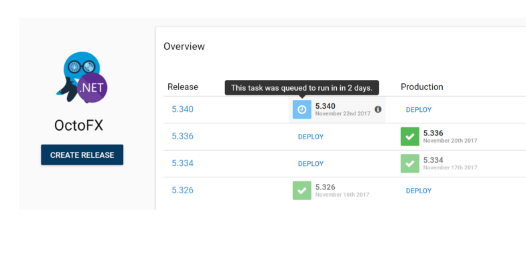 Overview
.NET
Release
This task was queued to run in in 2 days.
Production
OctoFX
CREATE RELEASE
5.340
5.340
November 22nd 2017
DEPLOY
5.336
DEPLOY
5.336
November 20th 2017
5.334
DEPLOY
5.334
November 17th 2017
5.326
5.326
November 16th 2017
DEPLOY